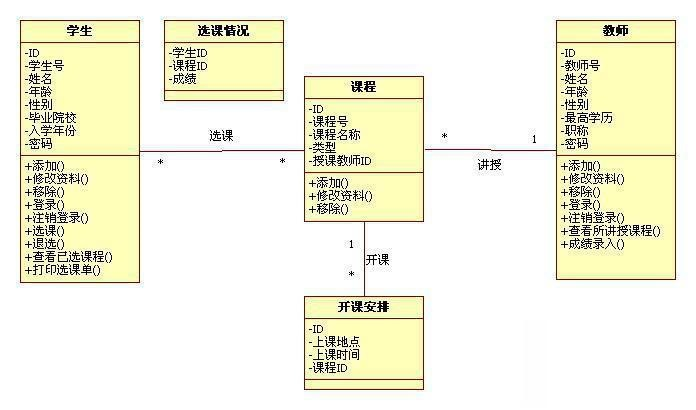 学生
-ID
-学生号
-姓名
-年龄
-性别
-毕业院校
-入学年份
-密码
+添加()
+修改资料()
+移除()
+登录()
+注销登录()
+选课()
+退选()
+查看已选课程()
+打印选课单()
选课情况
-学生ID
-课程ID
-成绩
选课
*
*
课程
-ID
-课程号
-课程名称
-类型
-授课教师ID
+添加()
+修改资料()
+移除()
*
1
讲授
教师
-ID
-教师号
-姓名
-年龄
-性别
-最高学历
-职称
-密码
+添加()
+修改资料()
+移除()
+登录()
+注销登录()
+查看所讲授课程()
+成绩录入()
1
开课
*
开课安排
-ID
-上课地点
-上课时间
-课程ID